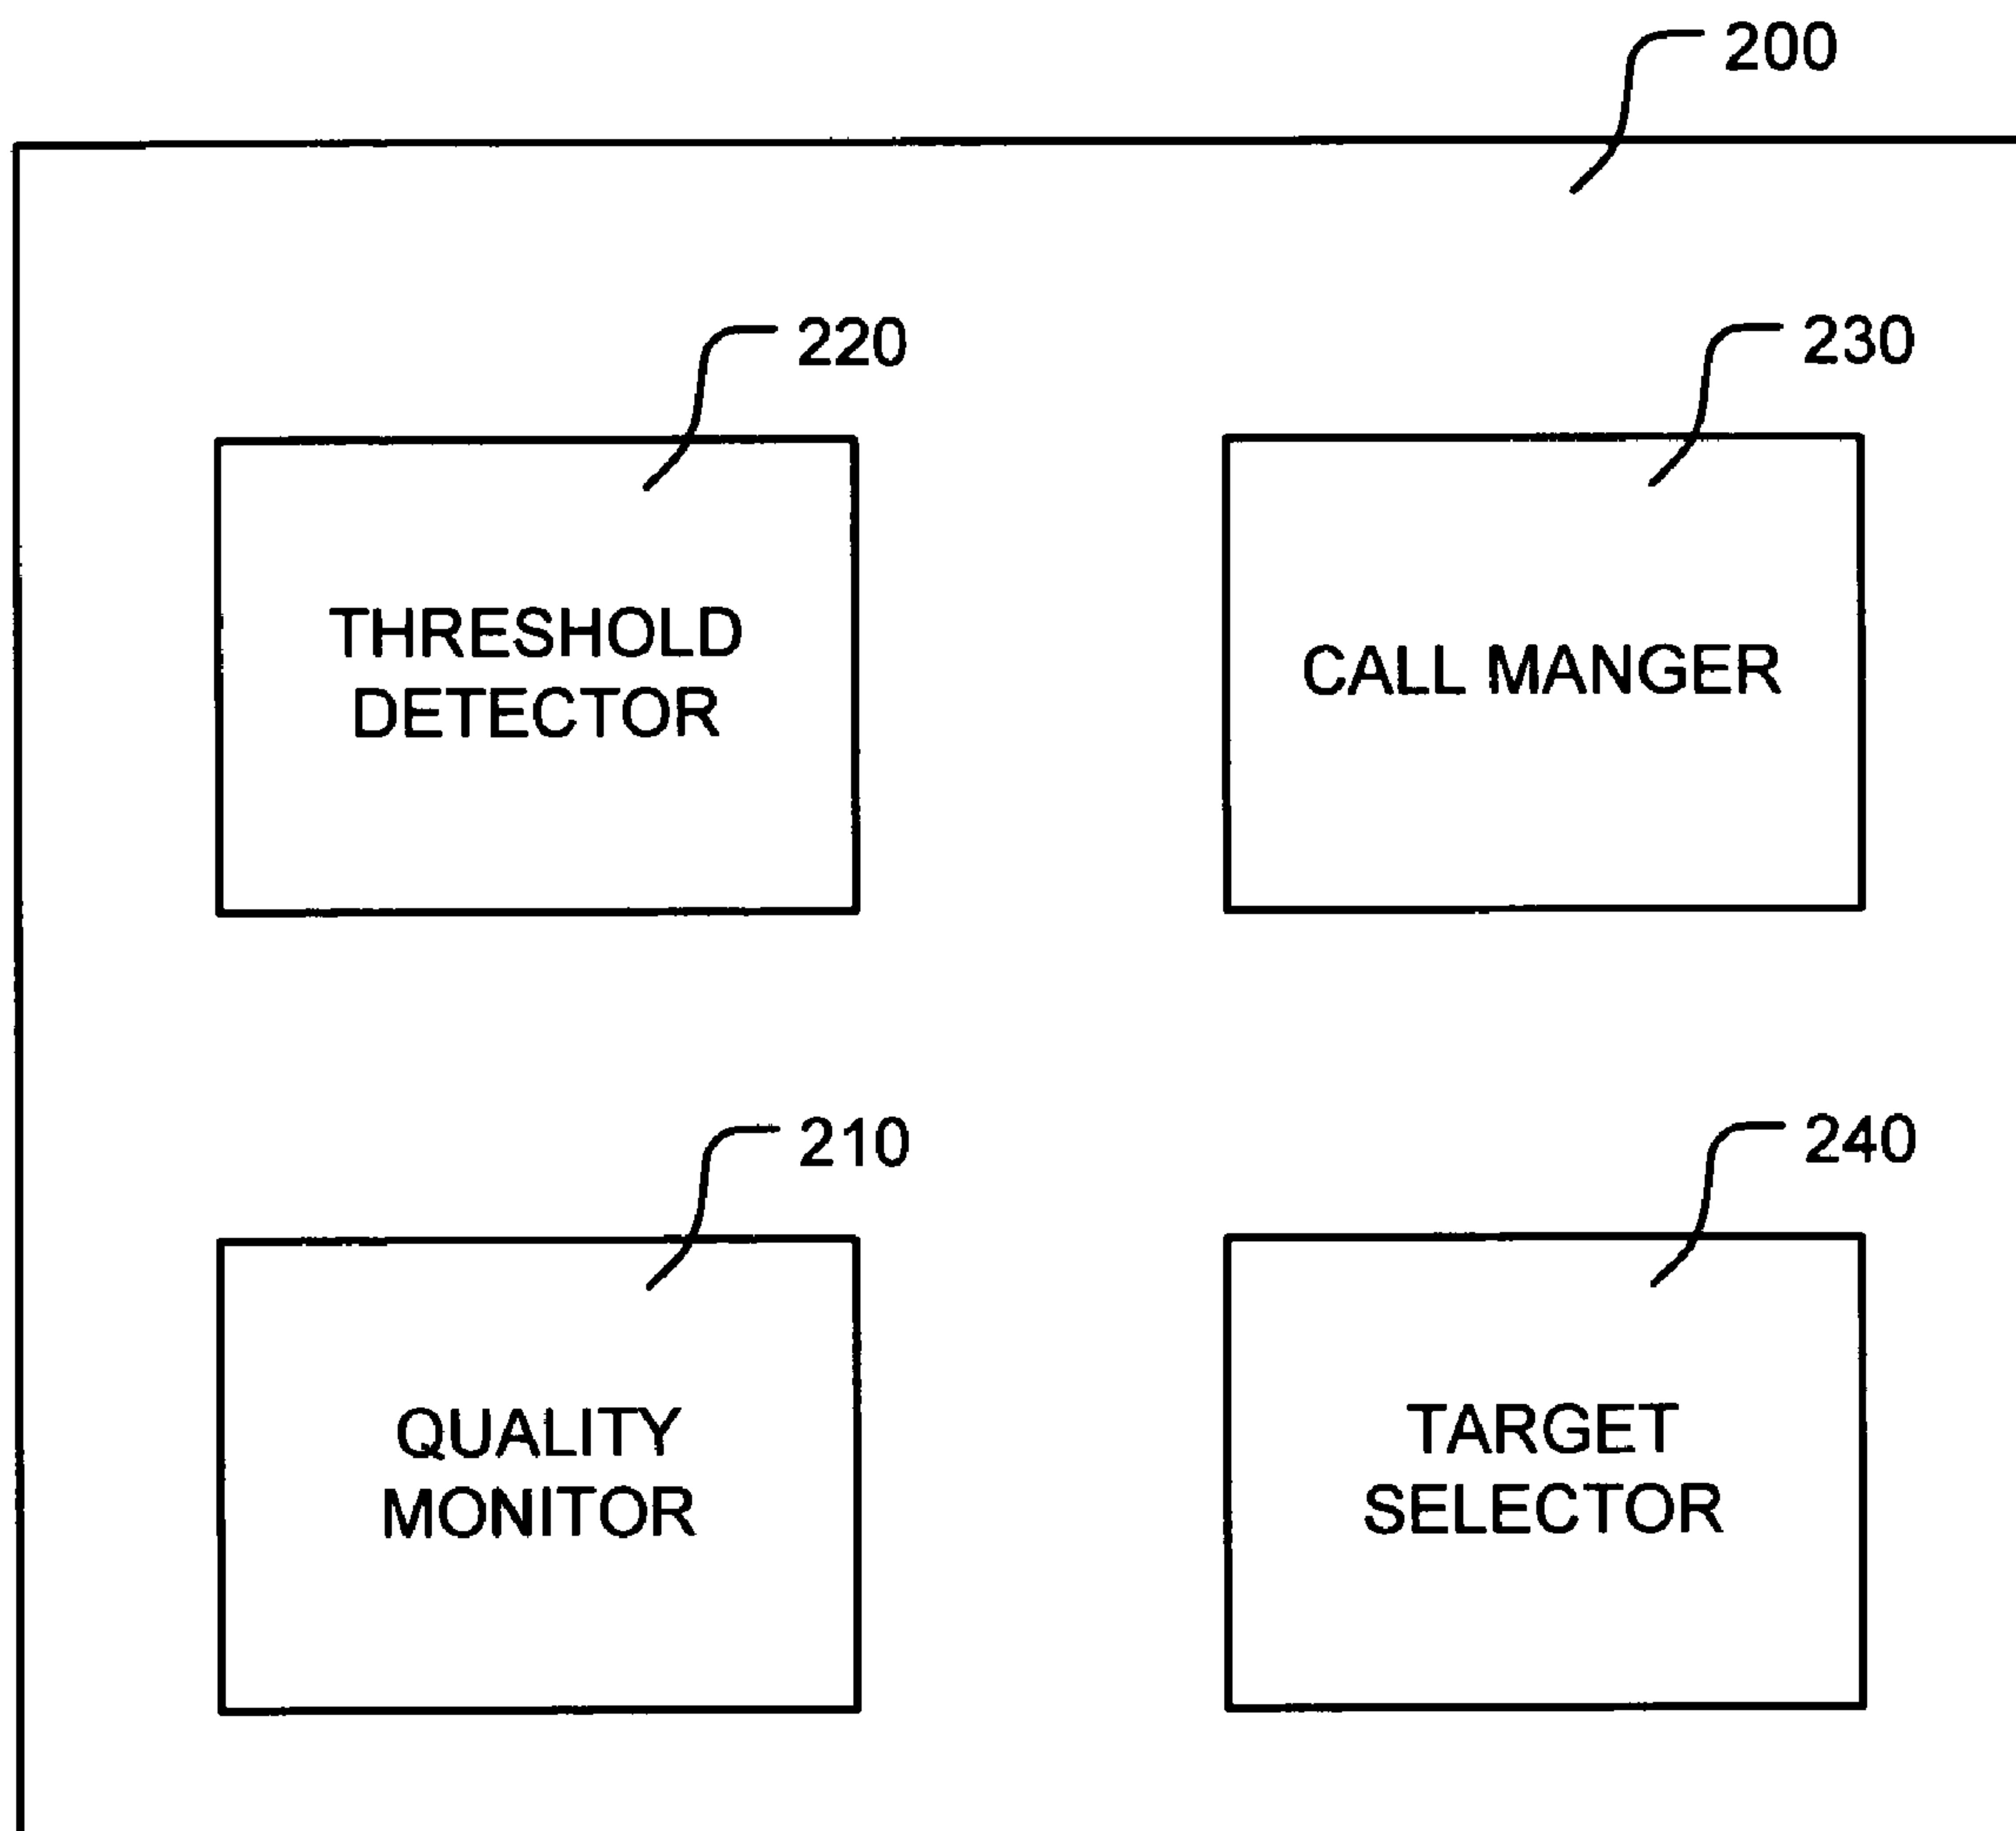 200
220
230
THRESHOLD
DETECTOR
CALL MANGER
210
240
QUALITY
MONITOR
TARGET
SELECTOR